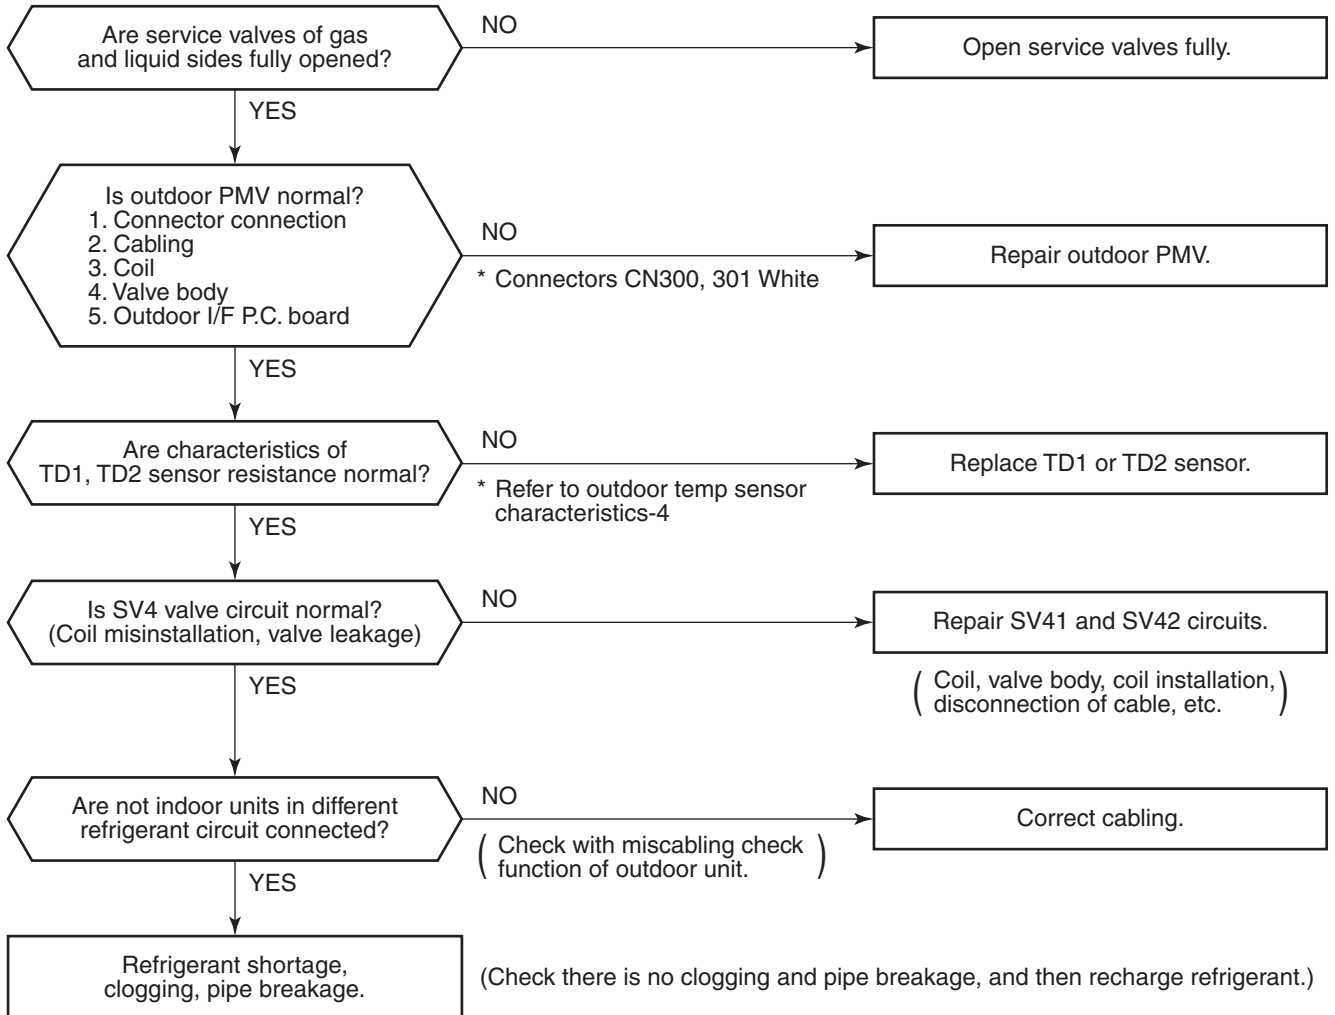 Are service valves of gas
and liquid sides fully opened?
NO
Open service valves fully.
YES
Is outdoor PMV normal?
1. Connector connection
2. Cabling
3. Coil
4. Valve body
5. Outdoor I/F P.C. board
NO
* Connectors CN300, 301 White
Repair outdoor PMV.
YES
Are characteristics of
TD1, TD2 sensor resistance normal?
NO
* Refer to outdoor temp sensor
characteristics-4
Replace TD1 or TD2 sensor.
YES
Is SV4 valve circuit normal?
(Coil misinstallation, valve leakage)
NO
Repair SV41 and SV42 circuits.
(Coil, valve body, coil installation,
disconnection of cable, etc.)
YES
Are not indoor units in different
refrigerant circuit connected?
NO
(Check with miscabling check
function of outdoor unit.)
Correct cabling.
YES
Refrigerant shortage,
clogging, pipe breakage.
(Check there is no clogging and pipe breakage, and then recharge refrigerant.)